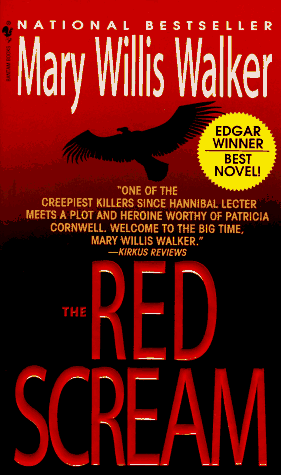 NATIONAL BESTSELLER
Mary Willis Walker
EDGAR
WINNER
BEST
NOVEL!
"ONE OF THE
CREEPIEST KILLERS SINCE HANNIBAL LECTER
MEETS A PLOT AND HEROINE WORTHY OF PATRICIA
CORNWELL. WELCOME TO THE BIG TIME,
MARY WILLIS WALKER."
—KIRKUS REVIEWS
THE
RED
SCREAM